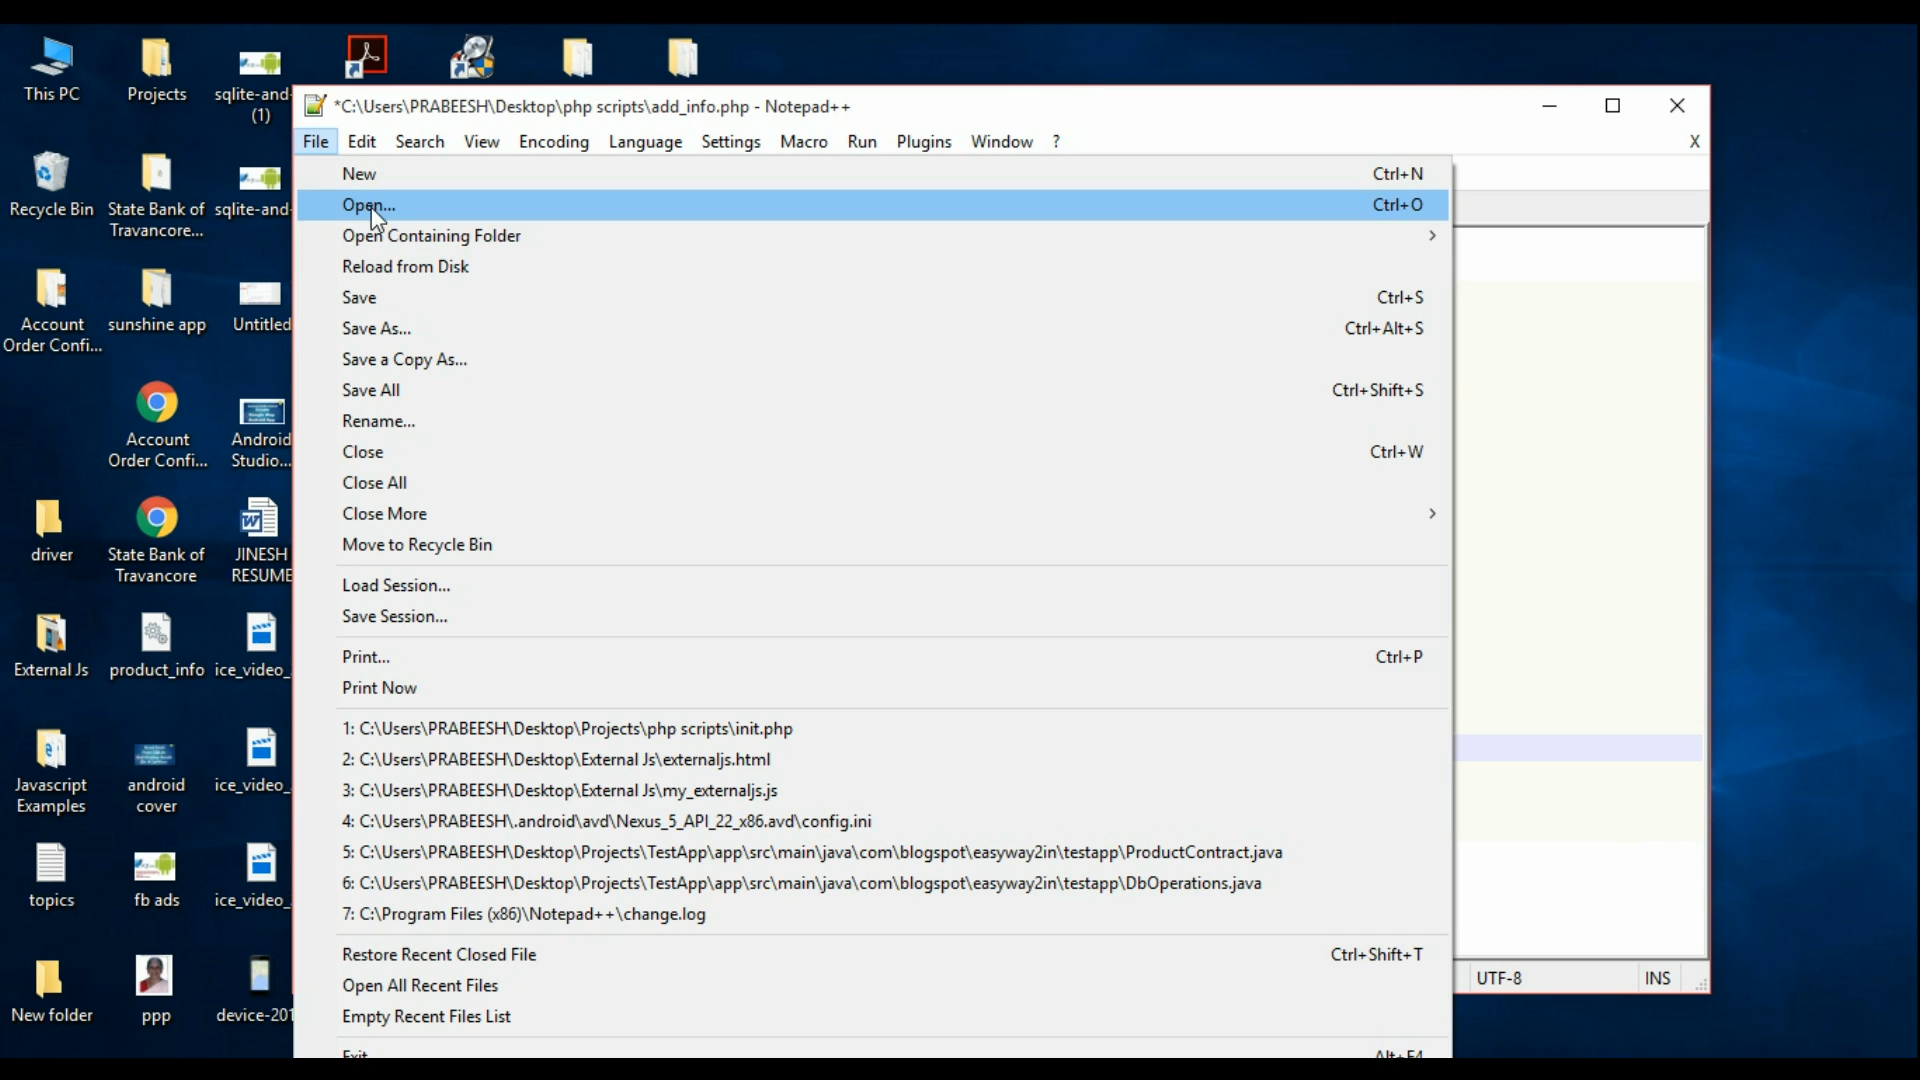 *C:\Users\PRABEESH\Desktop\php scripts\add_info.php - Notepad++
File Edit Search View Encoding Language Settings Macro Run Plugins Window ? X
New Ctrl+N
Open... Ctrl+O
Open Containing Folder
Reload from Disk
Save Ctrl+S
Save As... Ctrl+Alt+S
Save a Copy As...
Save All Ctrl+Shift+S
Rename...
Close Ctrl+W
Close All
Close More
Move to Recycle Bin
Load Session...
Save Session...
Print... Ctrl+P
Print Now
1: C:\Users\PRABEESH\Desktop\Projects\php scripts\init.php
2: C:\Users\PRABEESH\Desktop\External Js\externaljs.html
3: C:\Users\PRABEESH\Desktop\External Js\my_externaljs.js
4: C:\Users\PRABEESH\.android\avd\Nexus_5_API_22_x86.avd\config.ini
5: C:\Users\PRABEESH\Desktop\Projects\TestApp\app\src\main\java\com\blogspot\easyway2in\testapp\ProductContract.java
6: C:\Users\PRABEESH\Desktop\Projects\TestApp\app\src\main\java\com\blogspot\easyway2in\testapp\DbOperations.java
7: C:\Program Files (x86)\Notepad++\change.log
Restore Recent Closed File Ctrl+Shift+T
Open All Recent Files
Empty Recent Files List
Exit Alt+F4
UTF-8 INS
This PC
Projects
sqlite-and-
(1)
Recycle Bin
State Bank of
Travancore...
sqlite-and-
Account
Order Confi...
sunshine app
Untitled
Account
Order Confi...
Android
Studio...
driver
State Bank of
Travancore
JINESH
RESUME
External Js
product_info
ice_video_
Javascript
Examples
android
cover
ice_video_
topics
fb ads
ice_video_
New folder
ppp
device-201